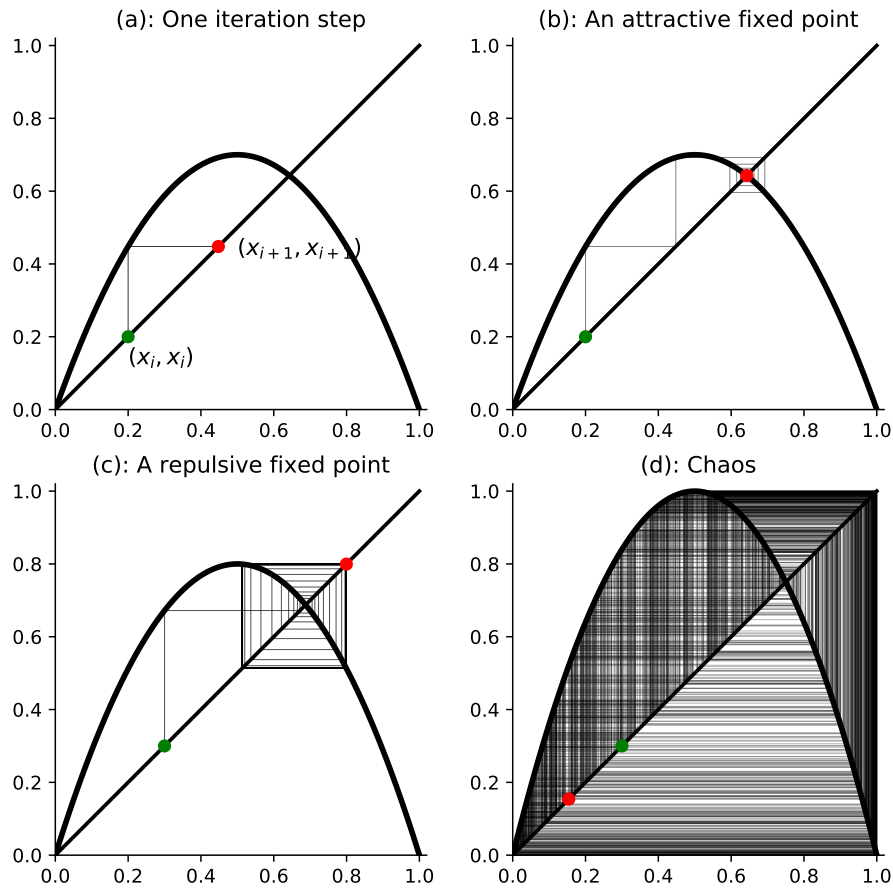 (a): One iteration step
1.0
0.8
0.6
0.4
0.2
0.0
(x_{i+1}, x_{i+1})
(x_i, x_i)
0.0 0.2 0.4 0.6 0.8 1.0
(b): An attractive fixed point
1.0
0.8
0.6
0.4
0.2
0.0
0.0 0.2 0.4 0.6 0.8 1.0
(c): A repulsive fixed point
1.0
0.8
0.6
0.4
0.2
0.0
0.0 0.2 0.4 0.6 0.8 1.0
(d): Chaos
1.0
0.8
0.6
0.4
0.2
0.0
0.0 0.2 0.4 0.6 0.8 1.0